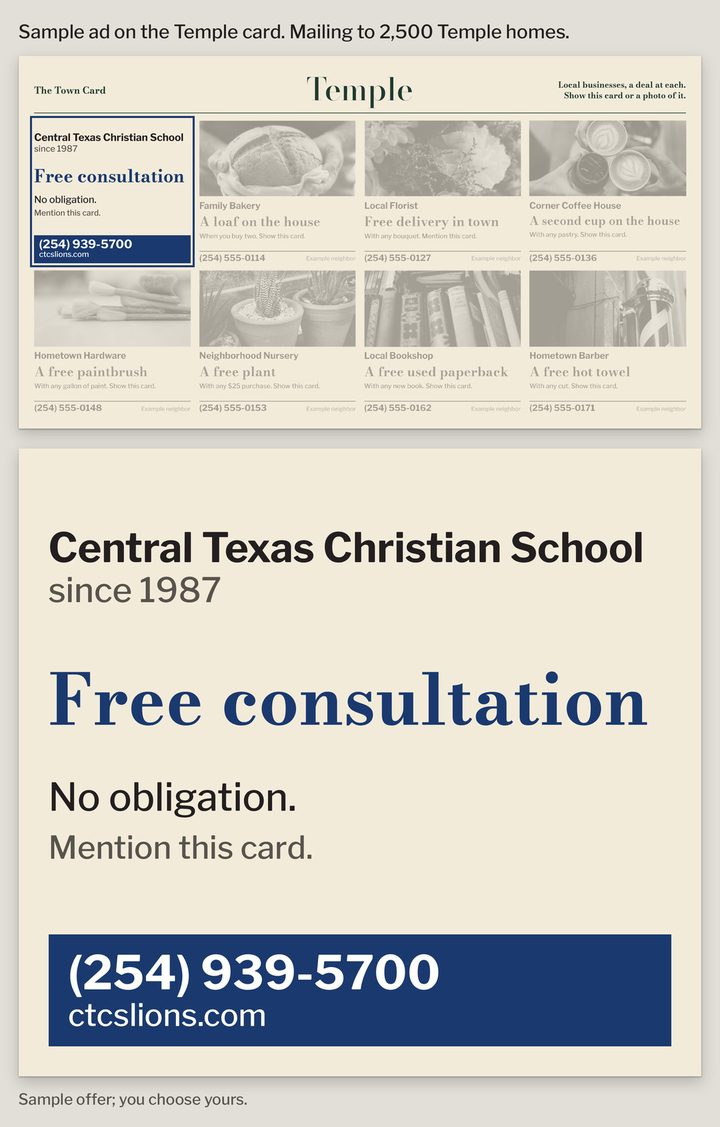 Sample ad on the Temple card. Mailing to 2,500 Temple homes.
The Town Card
Temple
Local businesses, a deal at each.
Show this card or a photo of it.
Central Texas Christian School
since 1987
Free consultation
No obligation.
Mention this card.
(254) 939-5700
ctcslions.com
Family Bakery
A loaf on the house
When you buy two. Show this card.
(254) 555-0114
Example neighbor
Local Florist
Free delivery in town
With any bouquet. Mention this card.
(254) 555-0127
Example neighbor
Corner Coffee House
A second cup on the house
With any pastry. Show this card.
(254) 555-0136
Example neighbor
Hometown Hardware
A free paintbrush
With any gallon of paint. Show this card.
(254) 555-0148
Example neighbor
Neighborhood Nursery
A free plant
With any $25 purchase. Show this card.
(254) 555-0153
Example neighbor
Local Bookshop
A free used paperback
With any new book. Show this card.
(254) 555-0162
Example neighbor
Hometown Barber
A free hot towel
With any cut. Show this card.
(254) 555-0171
Example neighbor
Central Texas Christian School
since 1987
Free consultation
No obligation.
Mention this card.
(254) 939-5700
ctcslions.com
Sample offer; you choose yours.